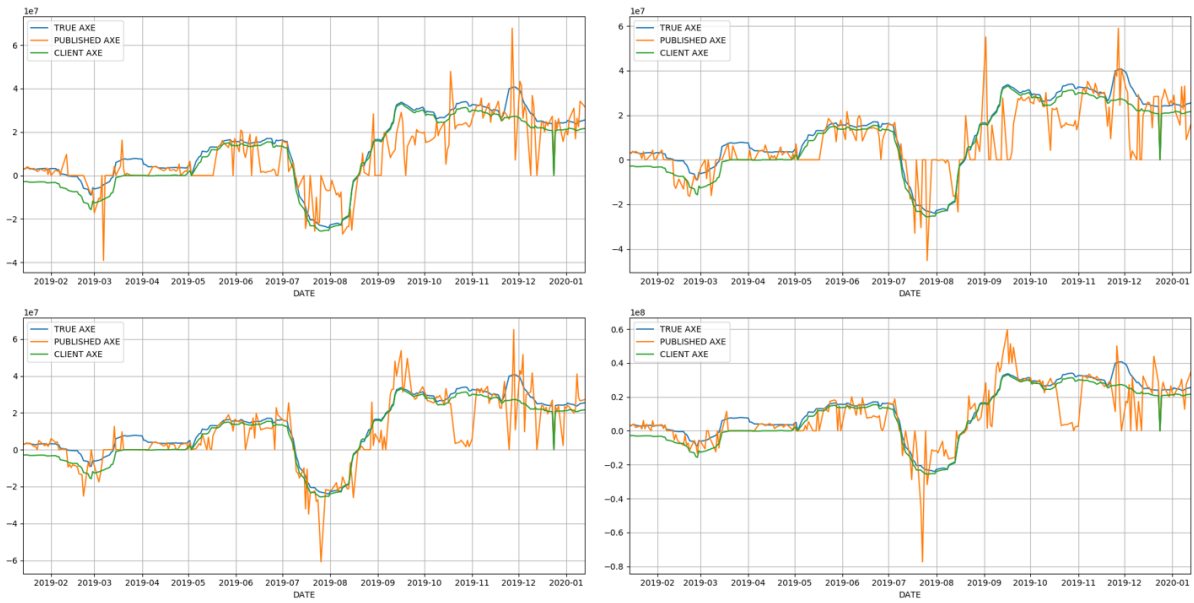 1e7
TRUE AXE
PUBLISHED AXE
CLIENT AXE
6
4
2
0
−2
−4
2019-02 2019-03 2019-04 2019-05 2019-06 2019-07 2019-08 2019-09 2019-10 2019-11 2019-12 2020-01
DATE
1e7
TRUE AXE
PUBLISHED AXE
CLIENT AXE
6
4
2
0
−2
−4
2019-02 2019-03 2019-04 2019-05 2019-06 2019-07 2019-08 2019-09 2019-10 2019-11 2019-12 2020-01
DATE
1e7
TRUE AXE
PUBLISHED AXE
CLIENT AXE
6
4
2
0
−2
−4
−6
2019-02 2019-03 2019-04 2019-05 2019-06 2019-07 2019-08 2019-09 2019-10 2019-11 2019-12 2020-01
DATE
1e8
TRUE AXE
PUBLISHED AXE
CLIENT AXE
0.6
0.4
0.2
0.0
−0.2
−0.4
−0.6
−0.8
2019-02 2019-03 2019-04 2019-05 2019-06 2019-07 2019-08 2019-09 2019-10 2019-11 2019-12 2020-01
DATE